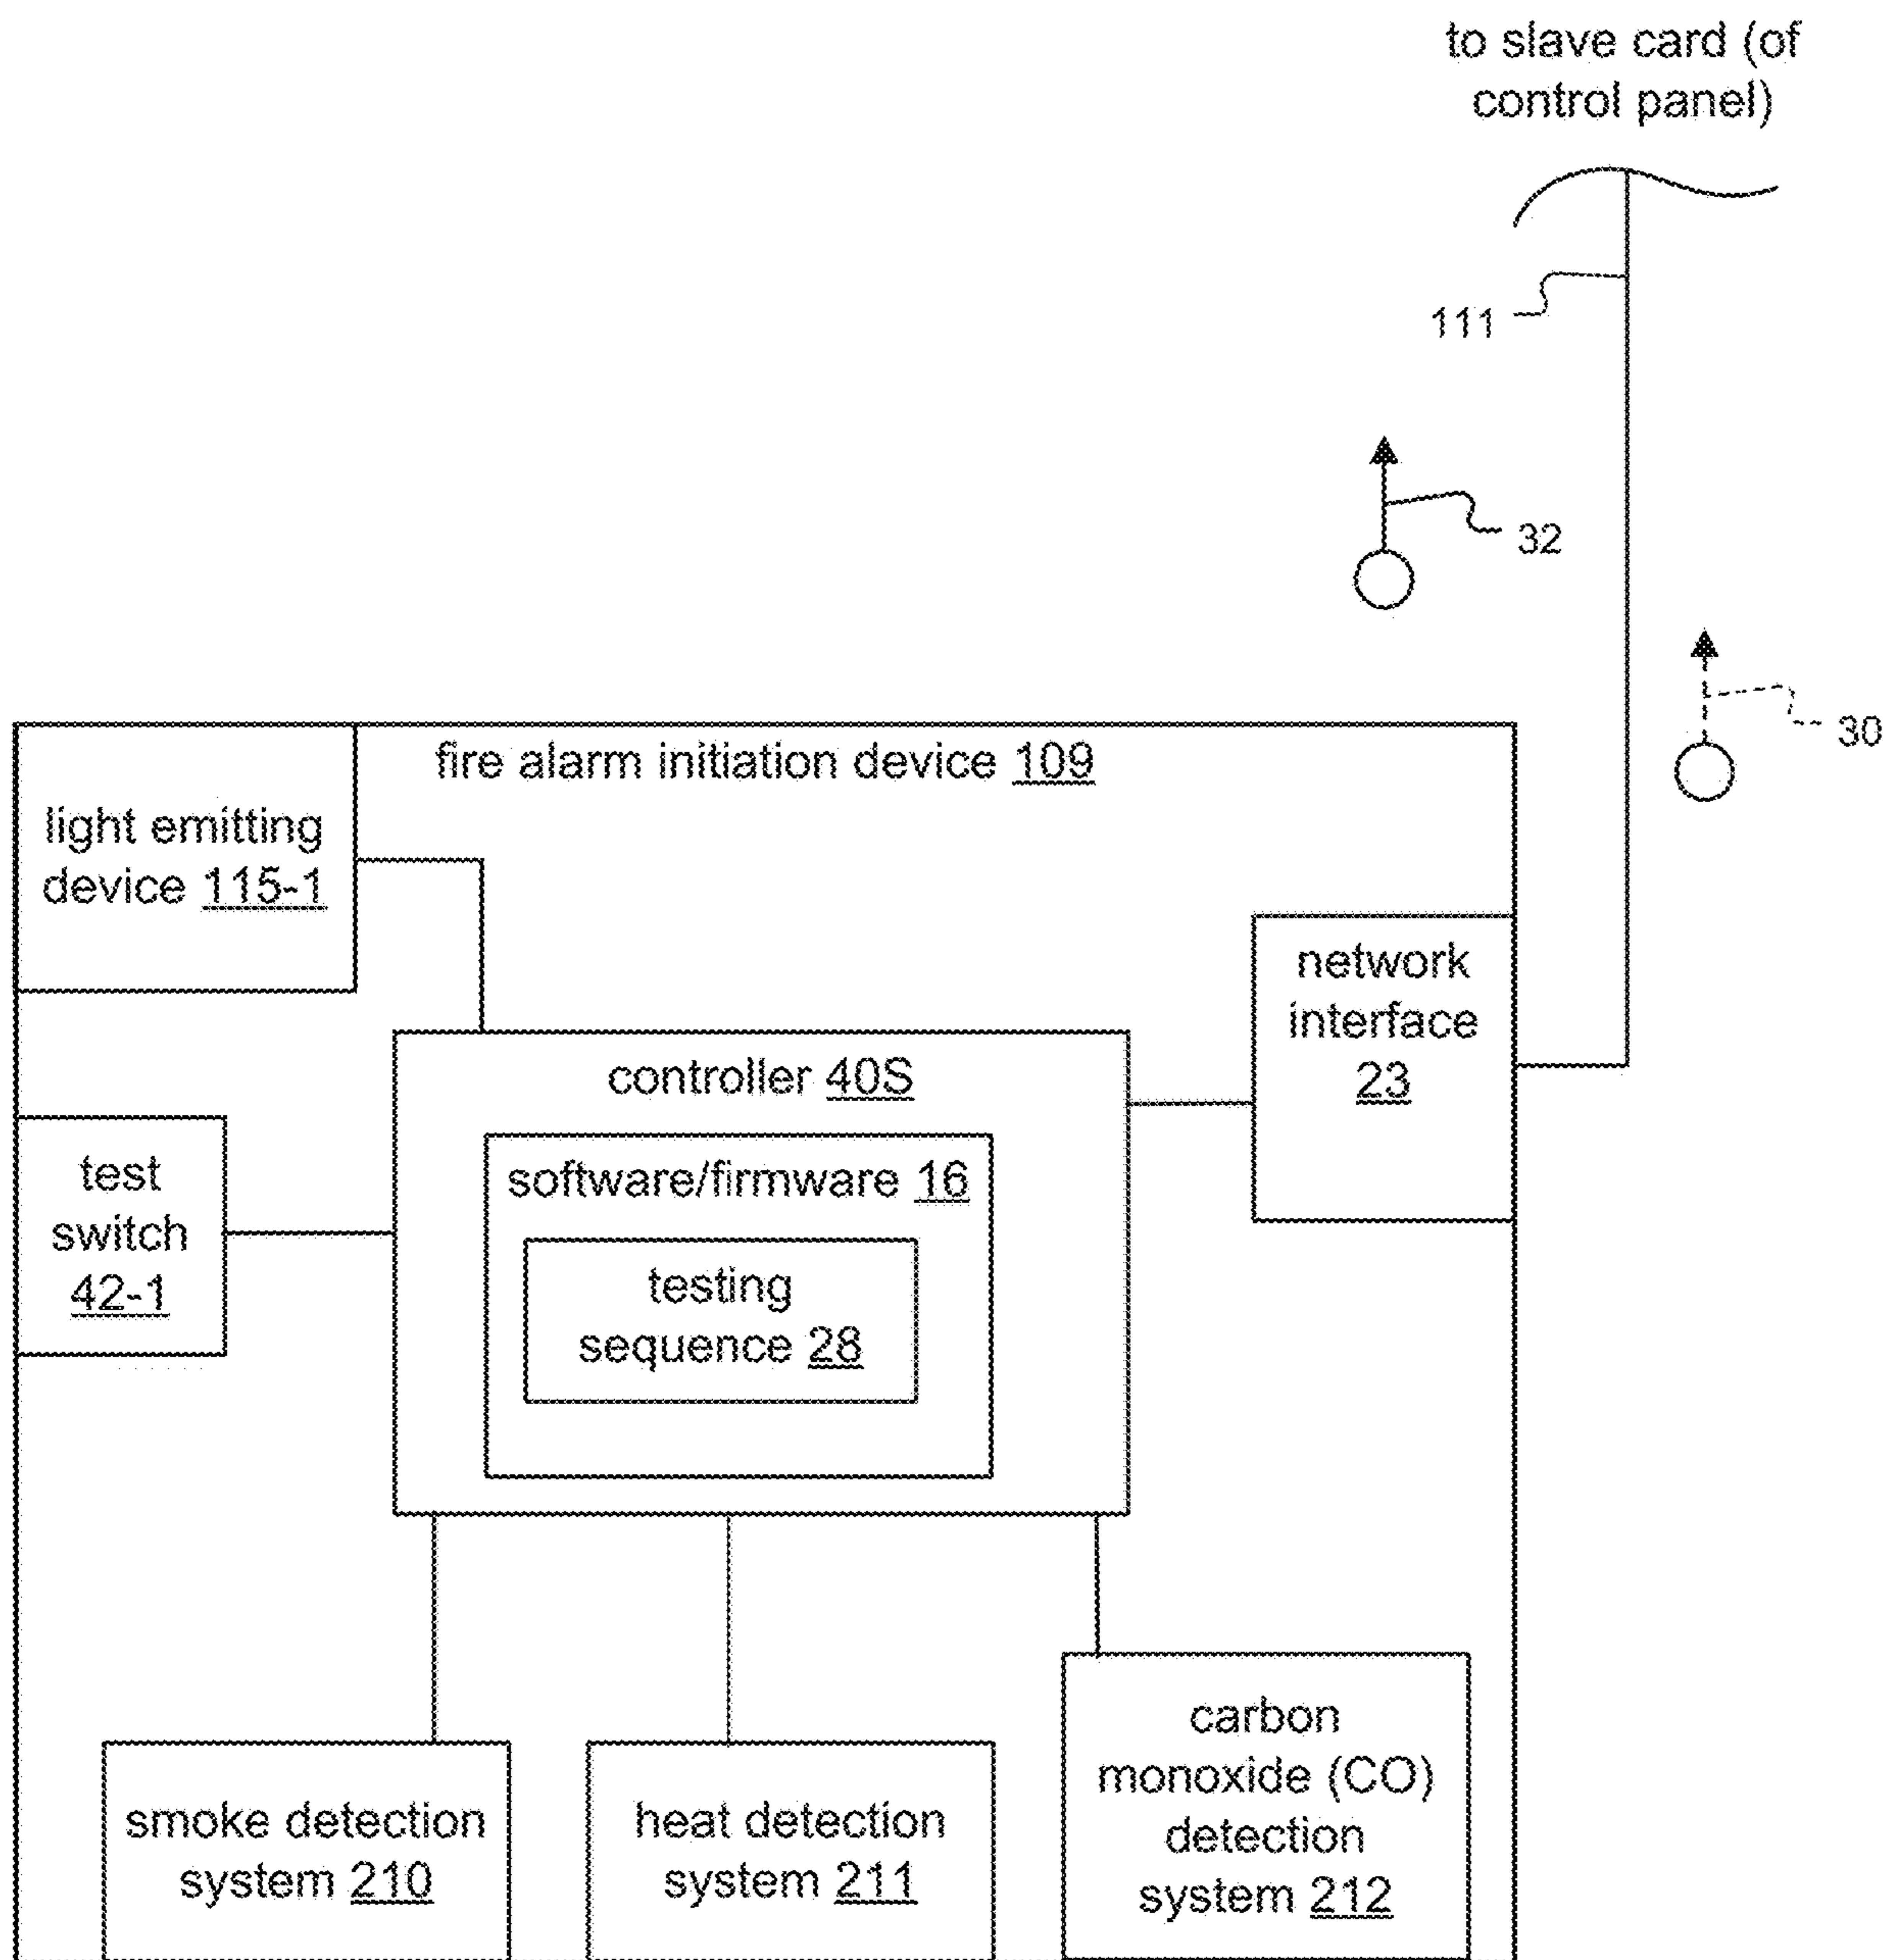 to slave card (of
control panel)
111
32
30
fire alarm initiation device 109
light emitting
device 115-1
network
interface
23
controller 40S
test
switch
42-1
software/firmware 16
testing
sequence 28
smoke detection
system 210
heat detection
system 211
carbon
monoxide (CO)
detection
system 212